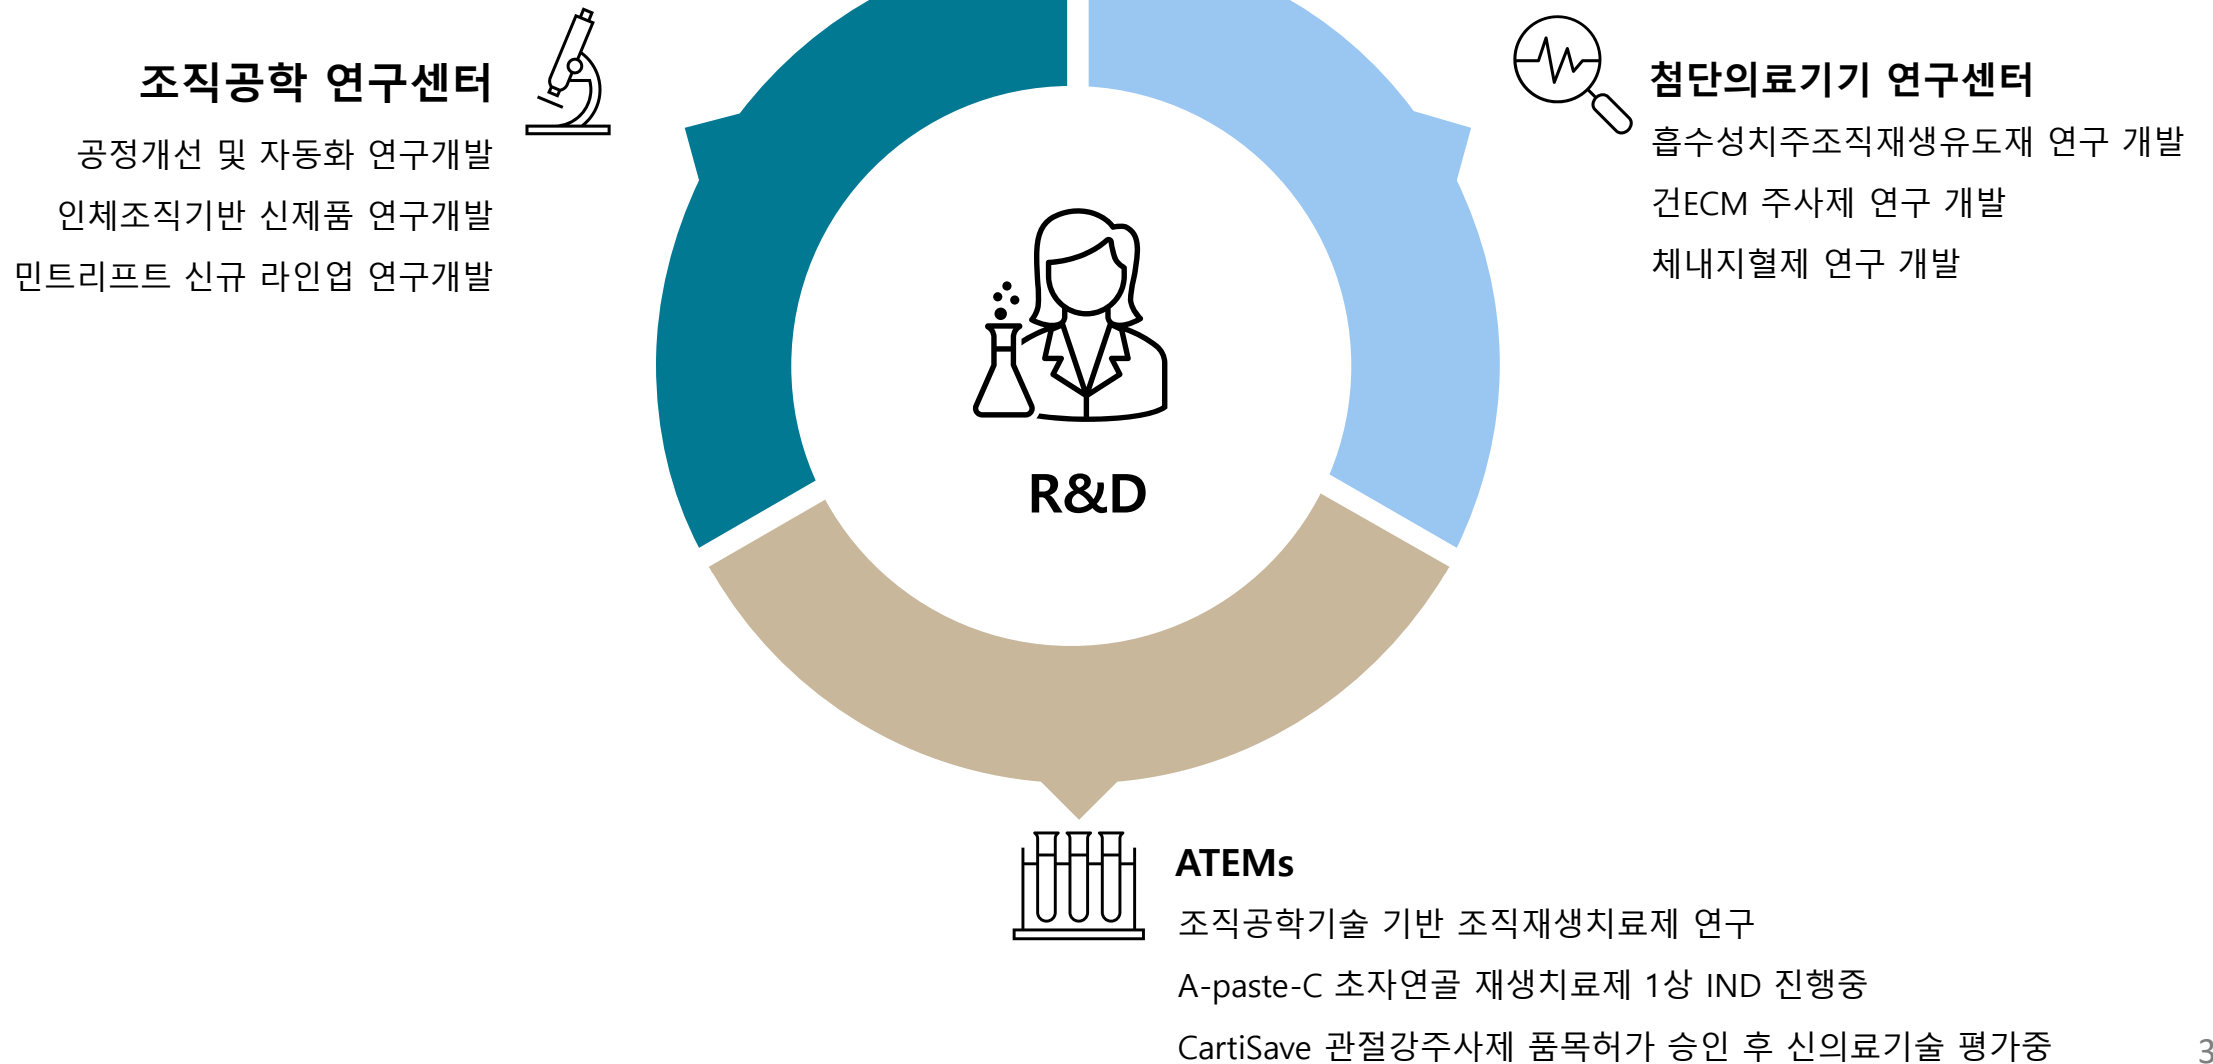 조직공학 연구센터
공정개선 및 자동화 연구개발
인체조직기반 신제품 연구개발
민트리프트 신규 라인업 연구개발
첨단의료기기 연구센터
흡수성치주조직재생유도재 연구 개발
건ECM 주사제 연구 개발
체내지혈제 연구 개발
R&D
ATEMs
조직공학기술 기반 조직재생치료제 연구
A-paste-C 초자연골 재생치료제 1상 IND 진행중
CartiSave 관절강주사제 품목허가 승인 후 신의료기술 평가중
3